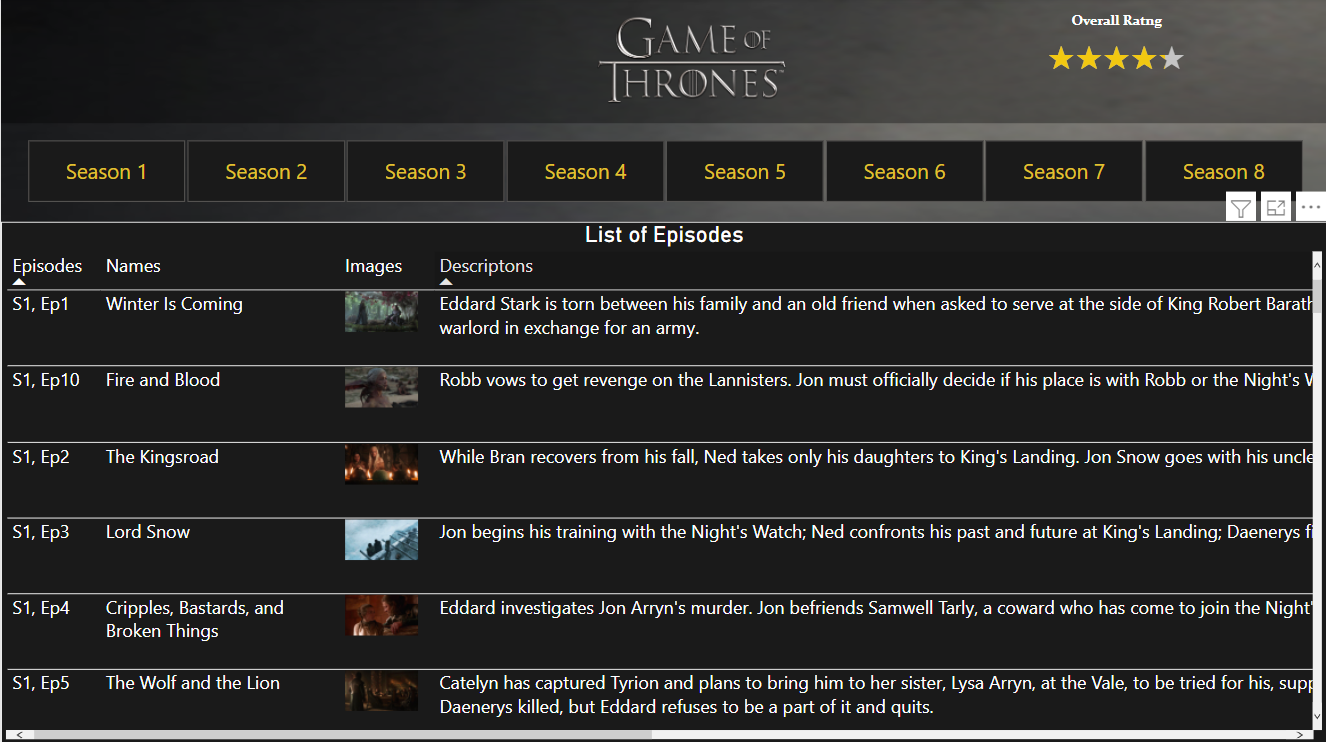 GAME OF
THRONES
Overall Ratng
Season 1
Season 2
Season 3
Season 4
Season 5
Season 6
Season 7
Season 8
List of Episodes
Episodes Names Images Descriptons
S1, Ep1 Winter Is Coming Eddard Stark is torn between his family and an old friend when asked to serve at the side of King Robert Barath
warlord in exchange for an army.
S1, Ep10 Fire and Blood Robb vows to get revenge on the Lannisters. Jon must officially decide if his place is with Robb or the Night's
S1, Ep2 The Kingsroad While Bran recovers from his fall, Ned takes only his daughters to King's Landing. Jon Snow goes with his uncle
S1, Ep3 Lord Snow Jon begins his training with the Night's Watch; Ned confronts his past and future at King's Landing; Daenerys
S1, Ep4 Cripples, Bastards, and Eddard investigates Jon Arryn's murder. Jon befriends Samwell Tarly, a coward who has come to join the Night'
Broken Things
S1, Ep5 The Wolf and the Lion Catelyn has captured Tyrion and plans to bring him to her sister, Lysa Arryn, at the Vale, to be tried for his, supp
Daenerys killed, but Eddard refuses to be a part of it and quits.